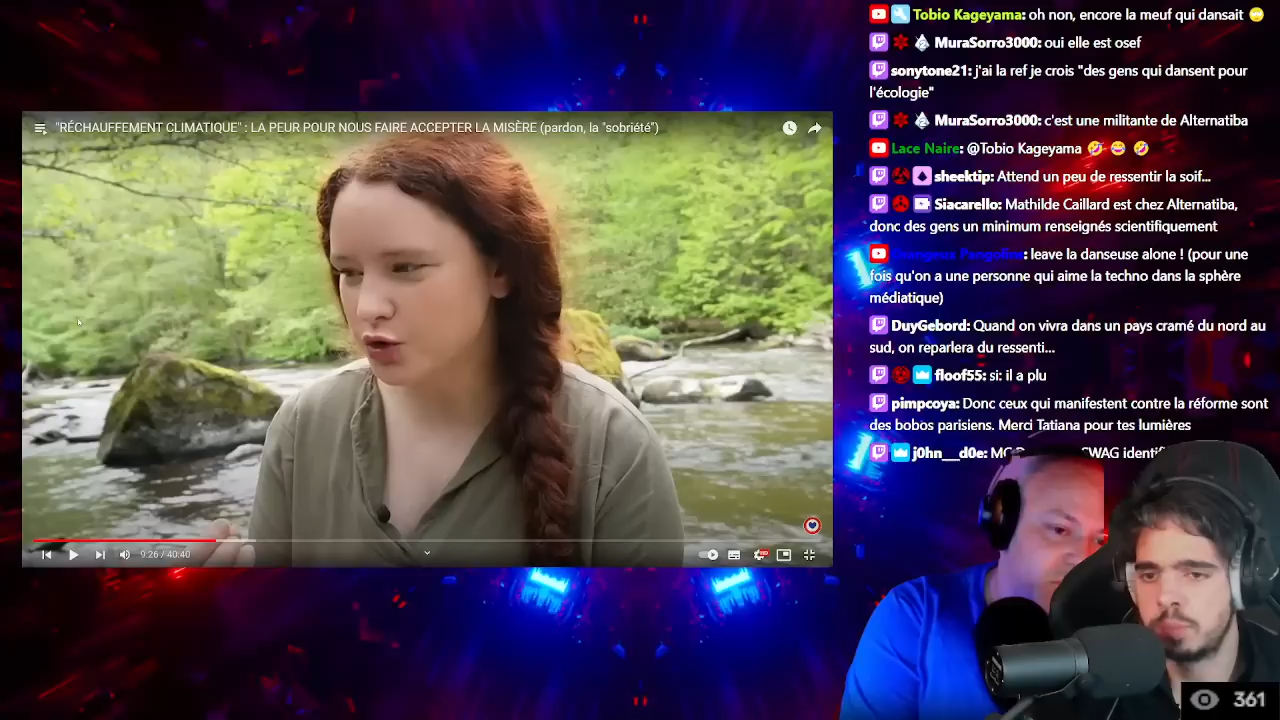 "RÉCHAUFFEMENT CLIMATIQUE" : LA PEUR POUR NOUS FAIRE ACCEPTER LA MISÈRE (pardon, la "sobriété")
9:26 / 40:40
Tobio Kageyama: oh non, encore la meuf qui dansait
MuraSorro3000: oui elle est osef
sonytone21: j'ai la ref je crois "des gens qui dansent pour
l'écologie"
MuraSorro3000: c'est une militante de Alternatiba
Lace Naire: @Tobio Kageyama
sheektip: Attend un peu de ressentir la soif...
Siacarello: Mathilde Caillard est chez Alternatiba,
donc des gens un minimum renseignés scientifiquement
: leave la danseuse alone ! (pour une
fois qu'on a une personne qui aime la techno dans la sphère
médiatique)
DuyGebord: Quand on vivra dans un pays cramé du nord au
sud, on reparlera du ressenti...
floof55: si: il a plu
pimpcoya: Donc ceux qui manifestent contre la réforme sont
des bobos parisiens. Merci Tatiana pour tes lumières
j0hn__d0e: SWAG
361